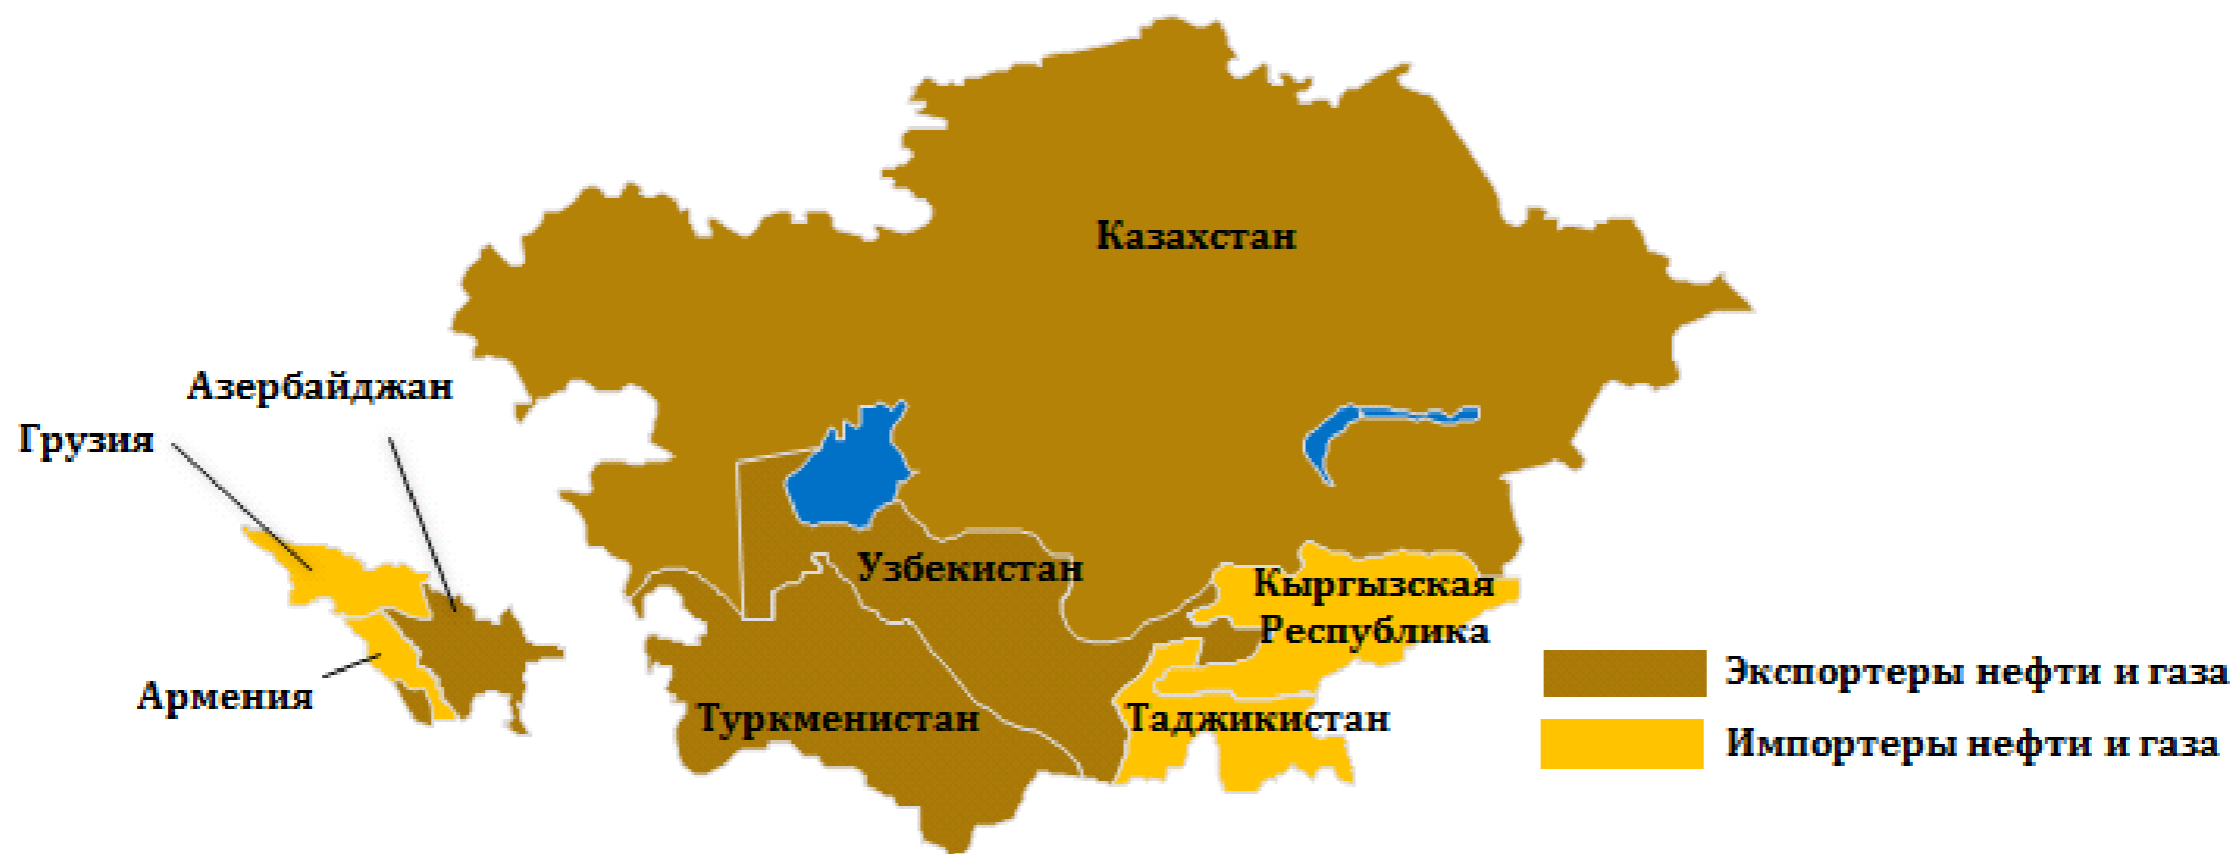 Казахстан
Азербайджан
Грузия
Узбекистан
Кыргызская
Республика
Армения
Туркменистан
Таджикистан
Экспортеры нефти и газа
Импортеры нефти и газа